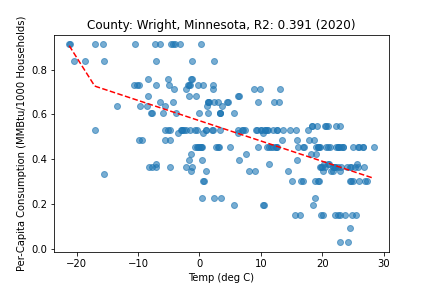 County: Wright, Minnesota, R2: 0.391 (2020)
Per-Capita Consumption (MMBtu/1000 Households)
0.8
0.6
0.4
0.2
0.0
−20 −10 0 10 20 30
Temp (deg C)